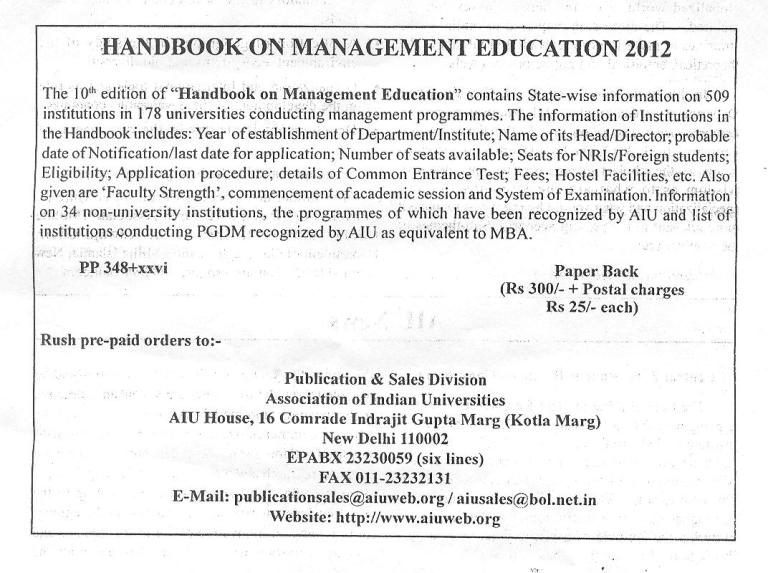 HANDBOOK ON MANAGEMENT EDUCATION 2012
The 10th edition of “Handbook on Management Education” contains State-wise information on 509
institutions in 178 universities conducting management programmes. The information of Institutions in
the Handbook includes: Year of establishment of Department/Institute; Name of its Head/Director; probable
date of Notification/last date for application; Number of seats available; Seats for NRIs/Foreign students;
Eligibility; Application procedure; details of Common Entrance Test; Fees; Hostel Facilities, etc. Also
given are ‘Faculty Strength’, commencement of academic session and System of Examination. Information
on 34 non-university institutions, the programmes of which have been recognized by AIU and list of
institutions conducting PGDM recognized by AIU as equivalent to MBA.
PP 348+xxvi
Paper Back
(Rs 300/- + Postal charges
Rs 25/- each)
Rush pre-paid orders to:-
Publication & Sales Division
Association of Indian Universities
AIU House, 16 Comrade Indrajit Gupta Marg (Kotla Marg)
New Delhi 110002
EPABX 23230059 (six lines)
FAX 011-23232131
E-Mail: publicationsales@aiuweb.org / aiusales@bol.net.in
Website: http://www.aiuweb.org